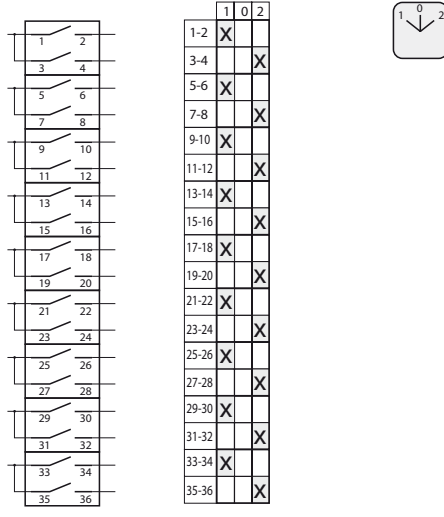 1 2
3 4
5 6
7 8
9 10
11 12
13 14
15 16
17 18
19 20
21 22
23 24
25 26
27 28
29 30
31 32
33 34
35 36
1 0 2
1-2 X
3-4 X
5-6 X
7-8 X
9-10 X
11-12 X
13-14 X
15-16 X
17-18 X
19-20 X
21-22 X
23-24 X
25-26 X
27-28 X
29-30 X
31-32 X
33-34 X
35-36 X
1 0 2